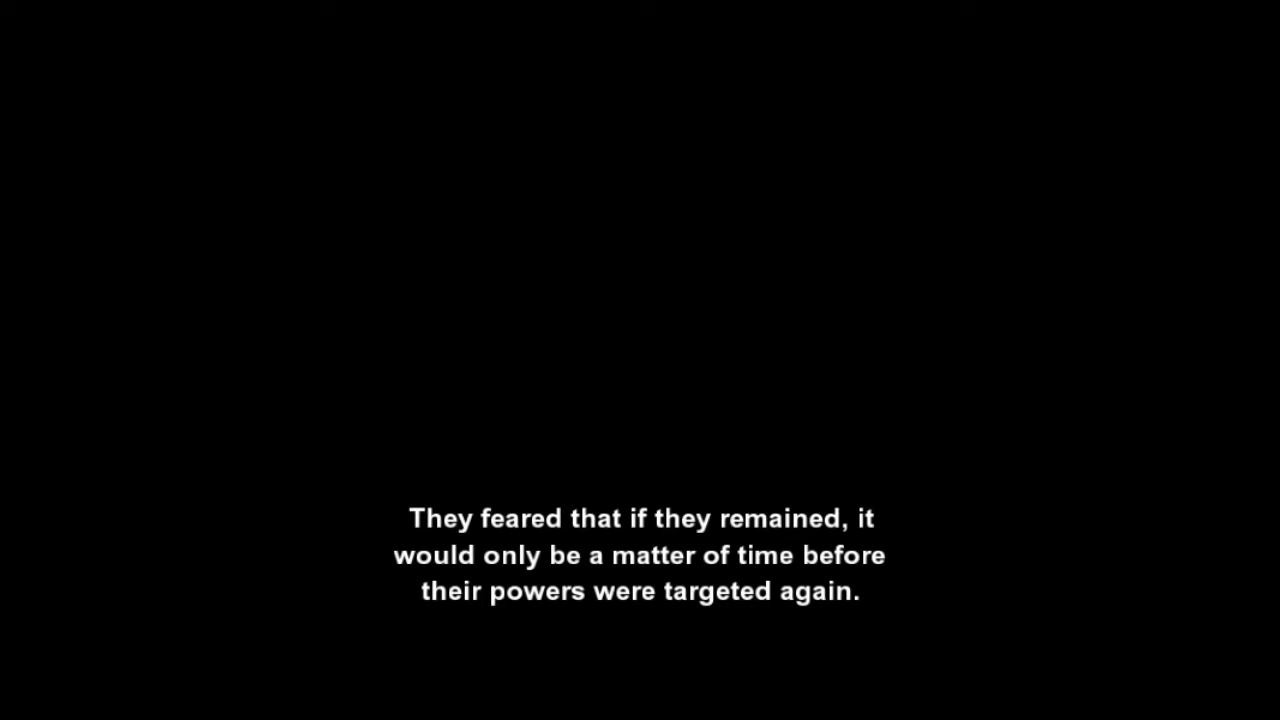 They feared that if they remained, it
would only be a matter of time before
their powers were targeted again.